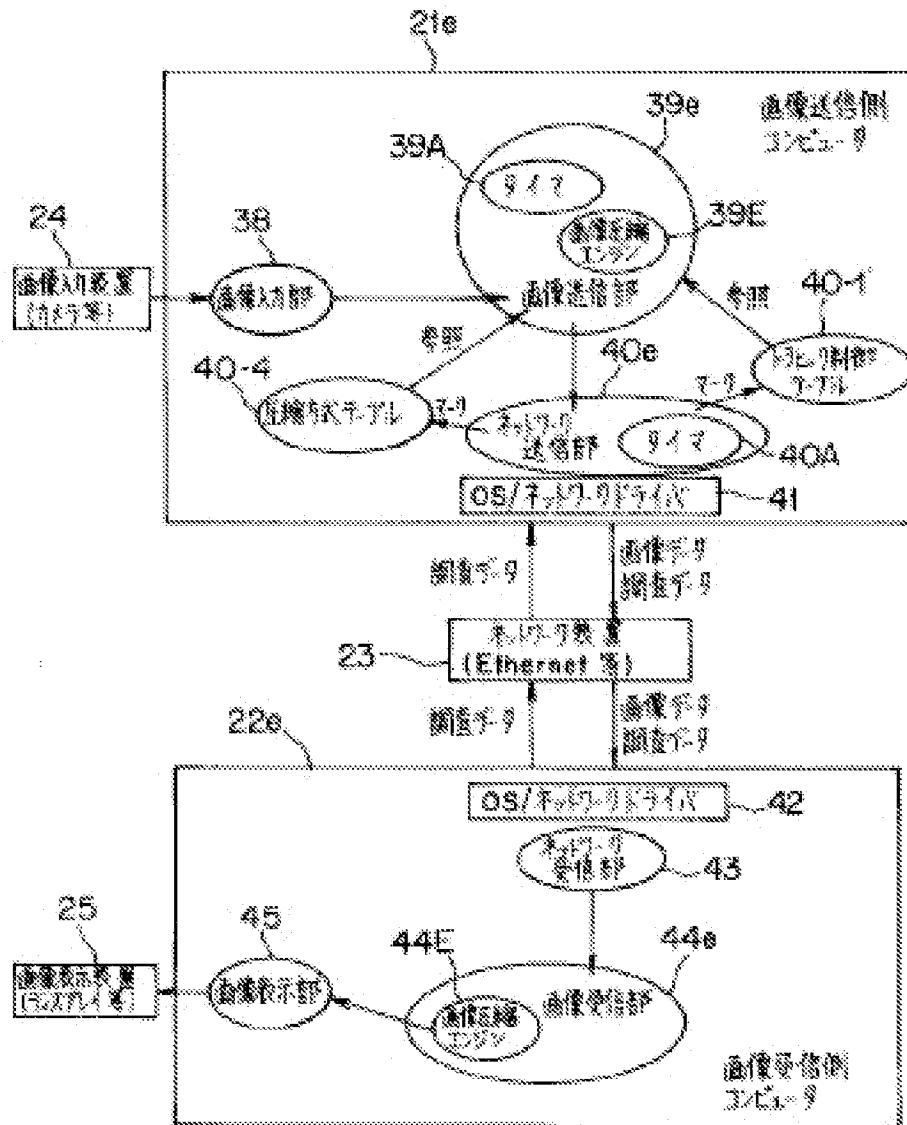 21e
画像送信側
コンピュータ
39e
39A
タイマ
39E
画像圧縮
エンジン
24
38
画像入力装置
(カメラ等)
画像入力部
画像送信部
参照
参照
40-1
トラヒック制御
テーブル
40-4
圧縮方式テーブル
40e
マーク
マーク
ネットワーク
送信部
タイマ
40A
OS/ネットワークドライバ
41
調査データ
画像データ
調査データ
23
ネットワーク装置
(Ethernet 等)
調査データ
画像データ
調査データ
22e
OS/ネットワークドライバ
42
ネットワーク
受信部
43
25
45
44E
44e
画像表示装置
(ディスプレイ等)
画像表示部
画像受信部
エンジン
画像受信側
コンピュータ